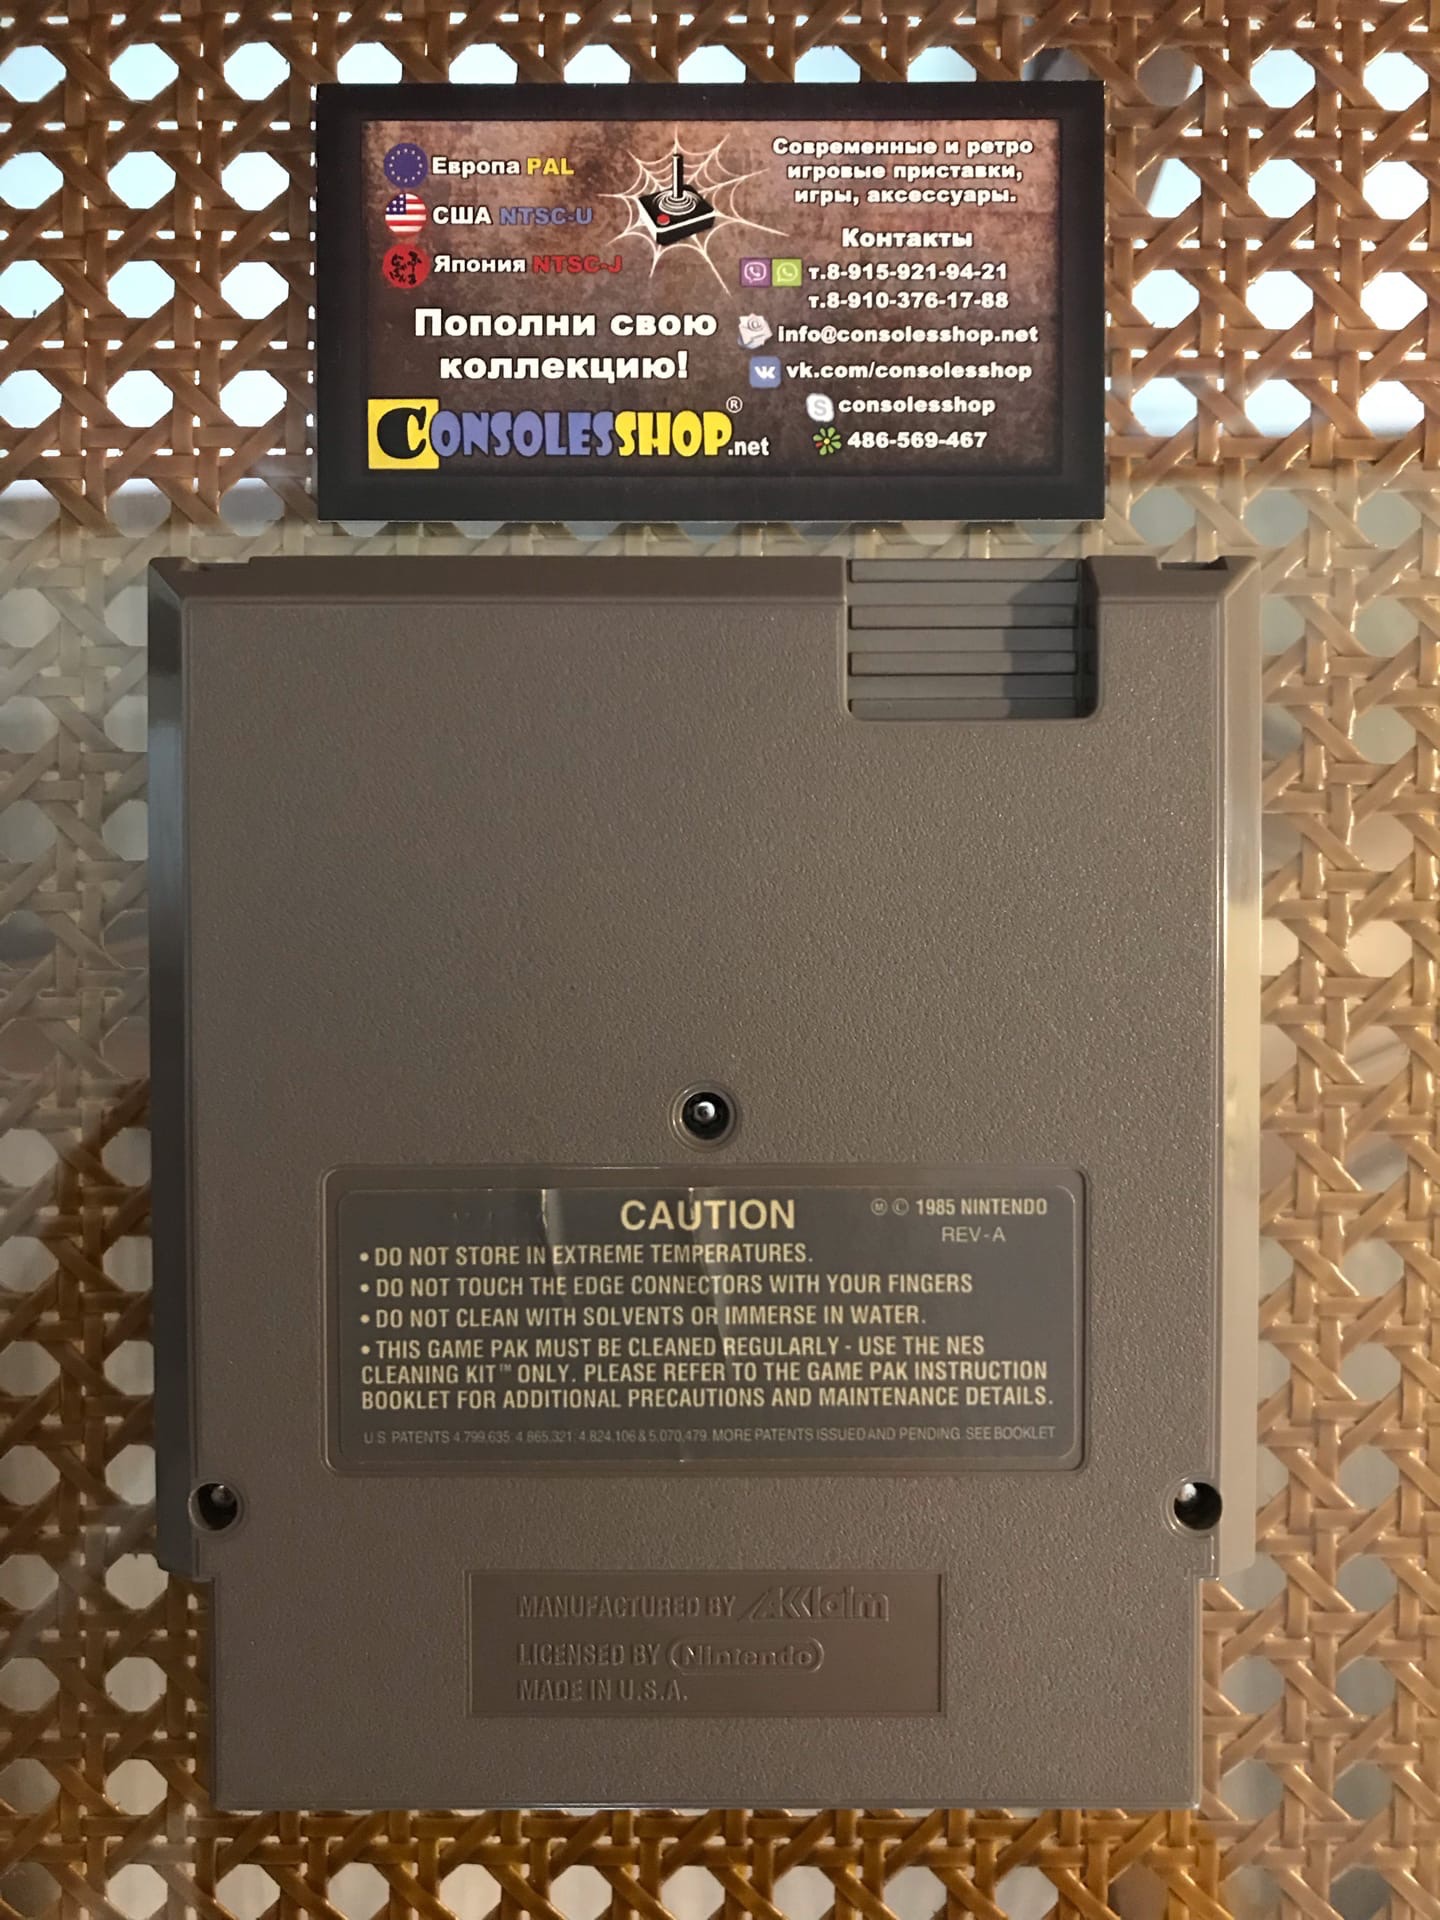 Европа PAL
США NTSC-U
Япония NTSC-J
Пополни свою
коллекцию!
CONSOLESSHOP®.net
Современные и ретро
игровые приставки,
игры, аксессуары.
Контакты
т.8-915-921-94-21
т.8-910-376-17-88
info@consolesshop.net
vk.com/consolesshop
consolesshop
486-569-467
CAUTION
Ⓜ Ⓒ 1985 NINTENDO
REV-A
• DO NOT STORE IN EXTREME TEMPERATURES.
• DO NOT TOUCH THE EDGE CONNECTORS WITH YOUR FINGERS
• DO NOT CLEAN WITH SOLVENTS OR IMMERSE IN WATER.
• THIS GAME PAK MUST BE CLEANED REGULARLY - USE THE NES
CLEANING KIT™ ONLY. PLEASE REFER TO THE GAME PAK INSTRUCTION
BOOKLET FOR ADDITIONAL PRECAUTIONS AND MAINTENANCE DETAILS.
U.S. PATENTS 4,799,635, 4,865,321, 4,824,106 & 5,070,479. MORE PATENTS ISSUED AND PENDING. SEE BOOKLET
MANUFACTURED BY AKklaim
LICENSED BY Nintendo
MADE IN U.S.A.